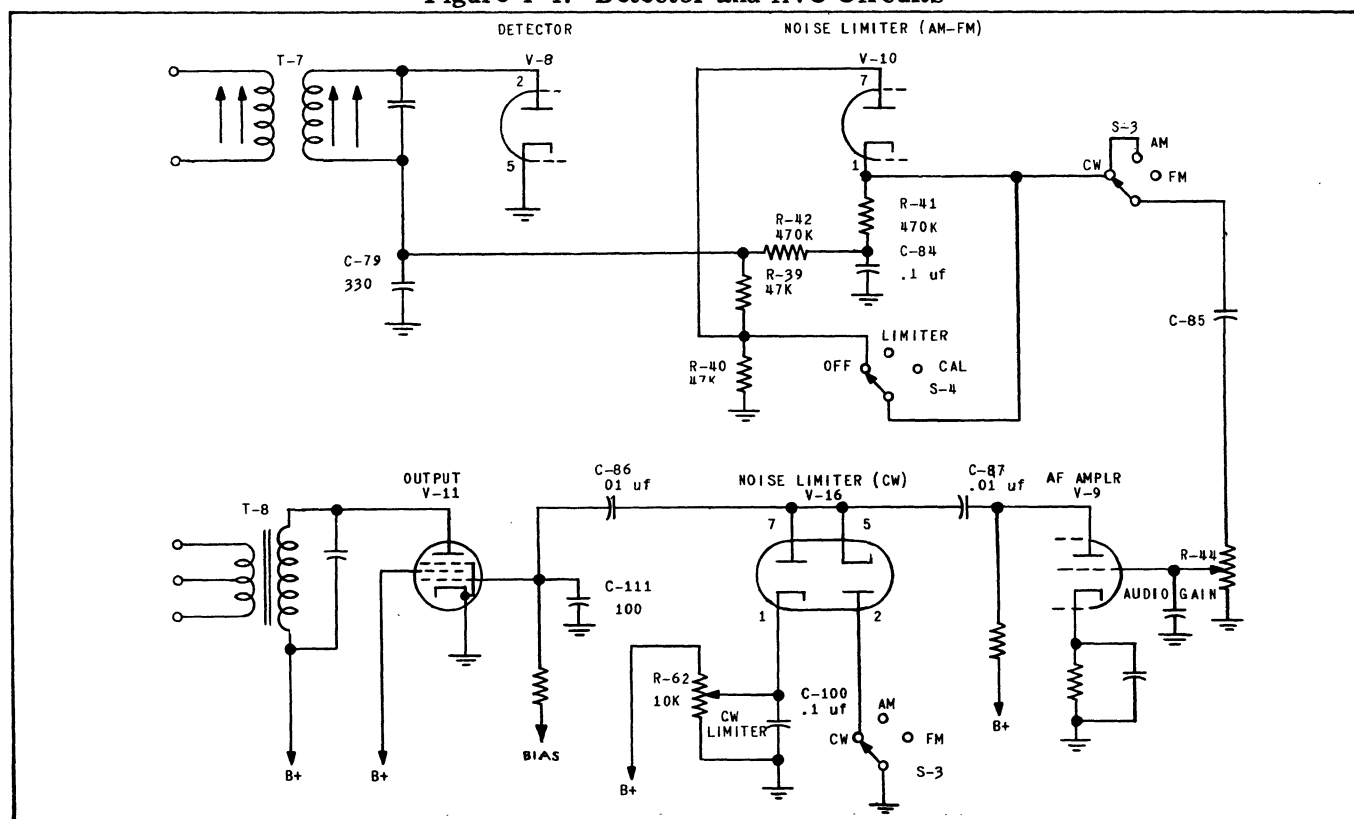 Figure 1-4. Detector and AVC Circuits
DETECTOR
NOISE LIMITER (AM-FM)
T-7
V-8
2
5
V-10
7
1
S-3
AM
CW
FM
R-41
470K
R-42
470K
C-84
.1 uf
C-79
330
R-39
47K
C-85
LIMITER
R-40
47K
OFF
CAL
S-4
OUTPUT
V-11
C-86
01 uf
NOISE LIMITER (CW)
V-16
C-87
.01 uf
AF AMPLR
V-9
T-8
7
5
R-44
C-111
100
1
2
AUDIO GAIN
R-62
10K
CW
LIMITER
C-100
.1 uf
AM
CW
FM
S-3
B+
B+
BIAS
B+
B+